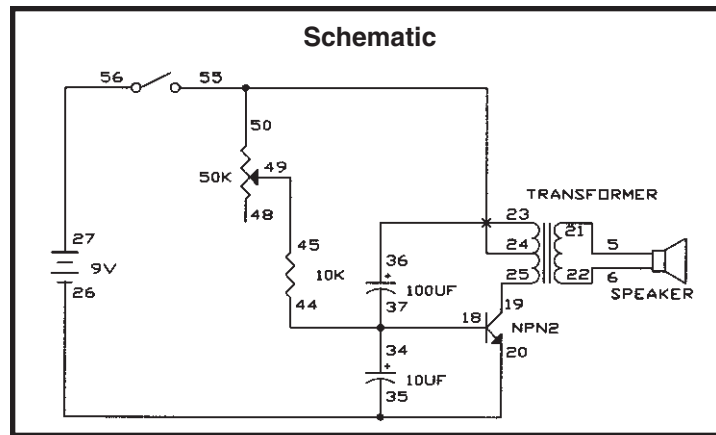 Schematic
56
55
50
49
50K
48
TRANSFORMER
23
21
27
45
36
24
5
9V
10K
100UF
25
22
6
26
44
37
19
SPEAKER
18
NPN2
34
20
10UF
35